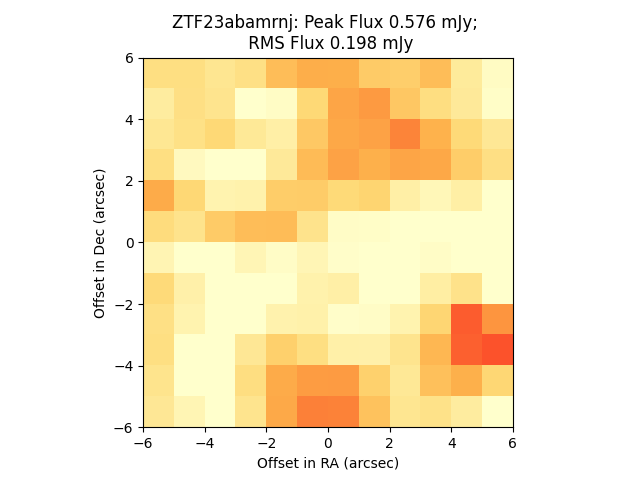 ZTF23abamrnj: Peak Flux 0.576 mJy;
RMS Flux 0.198 mJy
6
4
2
0
−2
−4
−6
Offset in Dec (arcsec)
−6 −4 −2 0 2 4 6
Offset in RA (arcsec)